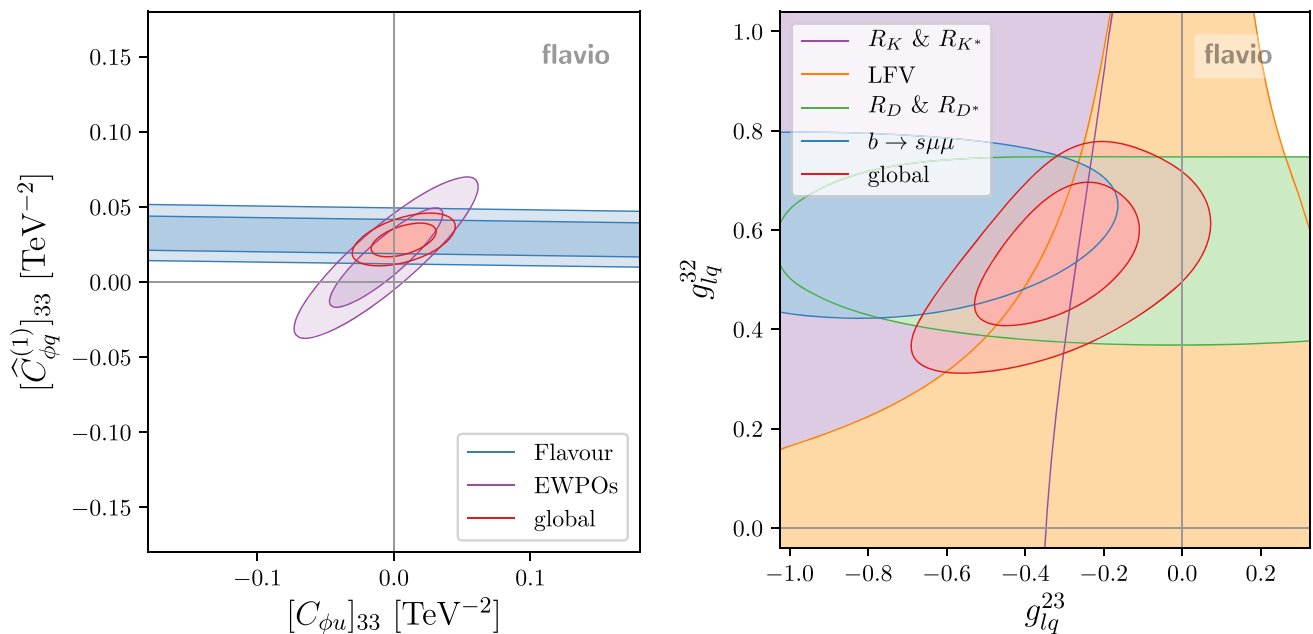 0.15
0.10
0.05
0.00
−0.05
−0.10
−0.15
−0.1
0.0
0.1
[Ĉ_{ϕq}^{(1)}]_{33} [TeV^{−2}]
[C_{ϕu}]_{33} [TeV^{−2}]
flavio
Flavour
EWPOs
global
1.0
0.8
0.6
0.4
0.2
0.0
−1.0
−0.8
−0.6
−0.4
−0.2
0.0
0.2
g_{lq}^{32}
g_{lq}^{23}
flavio
R_K & R_{K*}
LFV
R_D & R_{D*}
b → sμμ
global